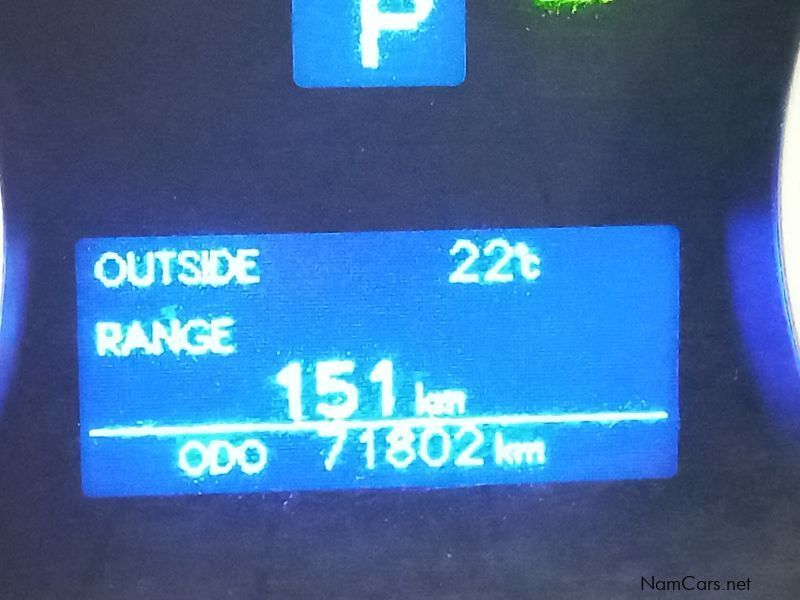 P
OUTSIDE 22℃
RANGE
151 km
ODO 71802 km
NamCars.net